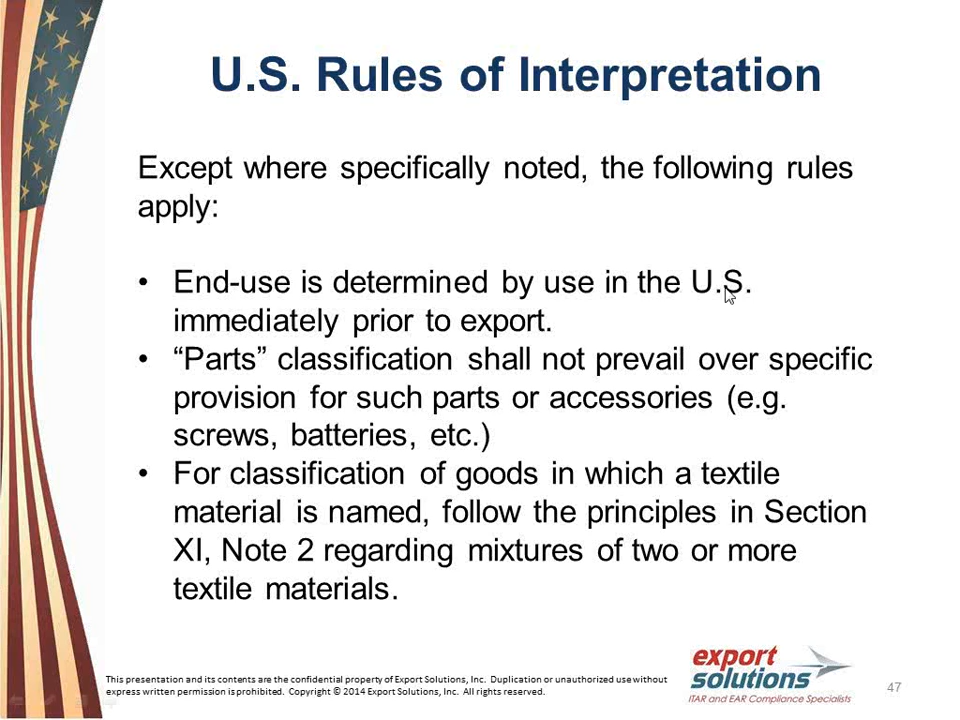 U.S. Rules of Interpretation
Except where specifically noted, the following rules
apply:
• End-use is determined by use in the U.S.
immediately prior to export.
• “Parts” classification shall not prevail over specific
provision for such parts or accessories (e.g.
screws, batteries, etc.)
• For classification of goods in which a textile
material is named, follow the principles in Section
XI, Note 2 regarding mixtures of two or more
textile materials.
This presentation and its contents are the confidential property of Export Solutions, Inc. Duplication or unauthorized use without
express written permission is prohibited. Copyright © 2014 Export Solutions, Inc. All rights reserved.
export
solutions
ITAR and EAR Compliance Specialists
47